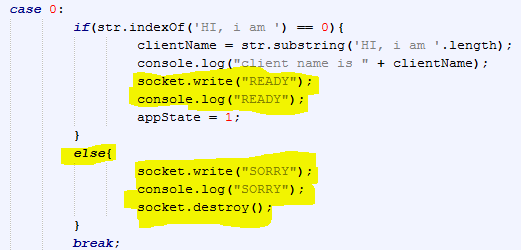 case 0:
if(str.indexOf('HI, i am ') == 0){
clientName = str.substring('HI, i am '.length);
console.log("client name is " + clientName);
socket.write("READY");
console.log("READY");
appState = 1;
}
else{
socket.write("SORRY");
console.log("SORRY");
socket.destroy();
}
break;